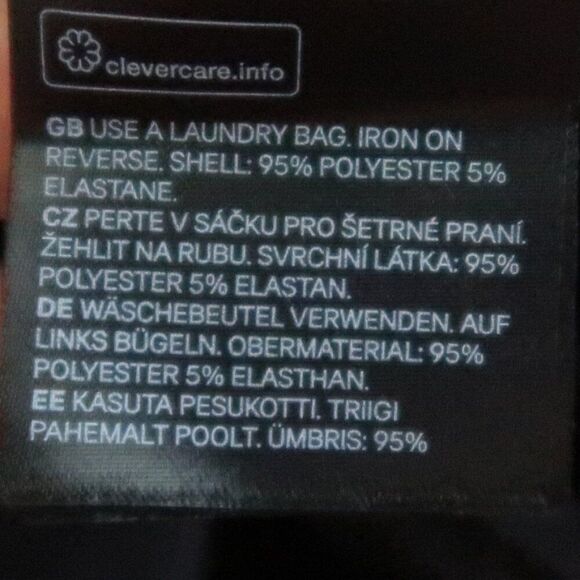 clevercare.info
GB USE A LAUNDRY BAG. IRON ON
REVERSE. SHELL: 95% POLYESTER 5%
ELASTANE.
CZ PERTE V SÁČKU PRO ŠETRNÉ PRANÍ.
ŽEHLIT NA RUBU. SVRCHNÍ LÁTKA: 95%
POLYESTER 5% ELASTAN.
DE WÄSCHEBEUTEL VERWENDEN. AUF
LINKS BÜGELN. OBERMATERIAL: 95%
POLYESTER 5% ELASTHAN.
EE KASUTA PESUKOTTI. TRIIGI
PAHEMALT POOLT. ÜMBRIS: 95%